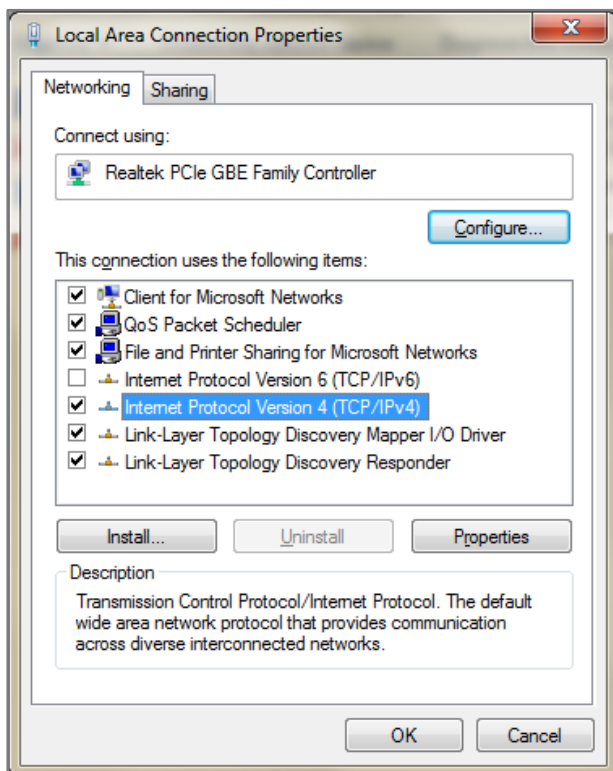 Local Area Connection Properties
Networking
Sharing
Connect using:
Realtek PCIe GBE Family Controller
Configure...
This connection uses the following items:
Client for Microsoft Networks
QoS Packet Scheduler
File and Printer Sharing for Microsoft Networks
Internet Protocol Version 6 (TCP/IPv6)
Internet Protocol Version 4 (TCP/IPv4)
Link-Layer Topology Discovery Mapper I/O Driver
Link-Layer Topology Discovery Responder
Install...
Uninstall
Properties
Description
Transmission Control Protocol/Internet Protocol. The default
wide area network protocol that provides communication
across diverse interconnected networks.
OK
Cancel